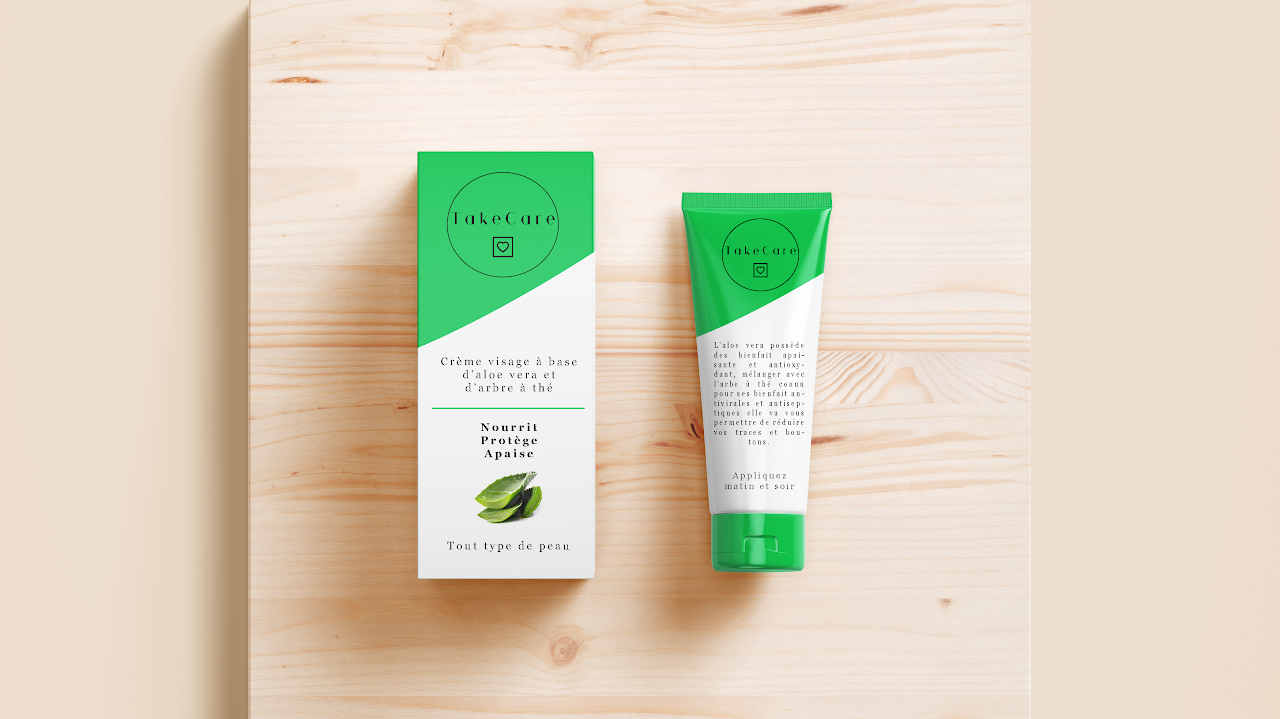 TakeCare
Crème visage à base
d'aloe vera et
d'arbre à thé
Nourrit
Protège
Apaise
Tout type de peau
TakeCare
L'aloe vera possède
des bienfait apai-
sante et antioxy-
dant, mélanger avec
l'arbe à thé connu
pour ses bienfait an-
tivirales et antisep-
tiques elle va vous
permettre de réduire
vos traces et bou-
tons.
Appliquez
matin et soir